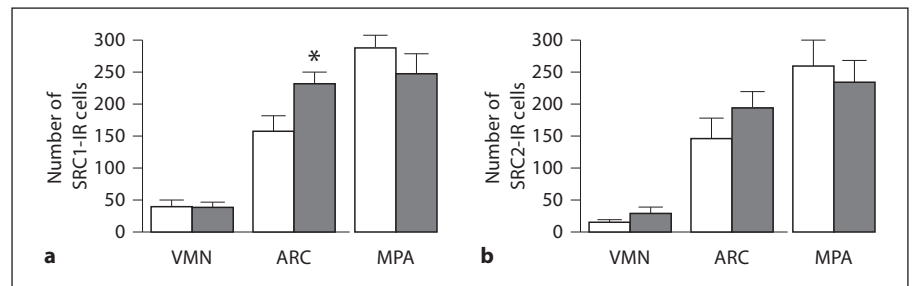 Number of
SRC1-IR cells
300
250
200
150
100
50
0
*
VMN ARC MPA
a
Number of
SRC2-IR cells
300
250
200
150
100
50
0
VMN ARC MPA
b